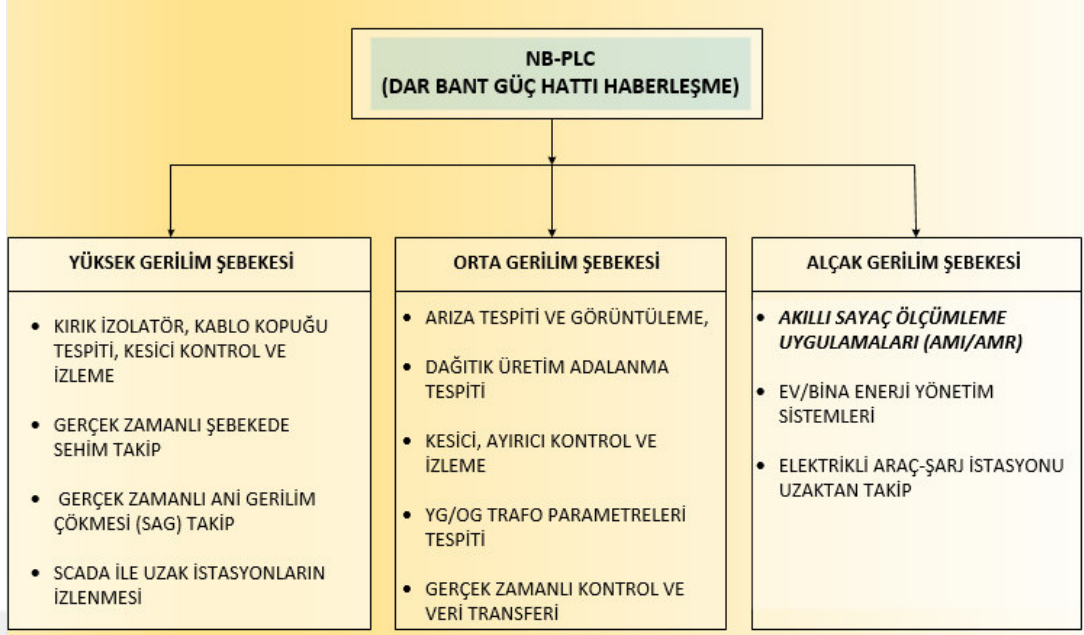 NB-PLC
(DAR BANT GÜÇ HATTI HABERLEŞME)
YÜKSEK GERİLİM ŞEBEKESİ
• KIRIK İZOLATÖR, KABLO KOPUĞU
TESPİTİ, KESİCİ KONTROL VE
İZLEME
• GERÇEK ZAMANLI ŞEBEKEDE
SEHİM TAKİP
• GERÇEK ZAMANLI ANİ GERİLİM
ÇÖKMESİ (SAG) TAKİP
• SCADA İLE UZAK İSTASYONLARIN
İZLENMESİ
ORTA GERİLİM ŞEBEKESİ
• ARIZA TESPİTİ VE GÖRÜNTÜLEME,
• DAĞITIK ÜRETİM ADALANMA
TESPİTİ
• KESİCİ, AYIRICI KONTROL VE
İZLEME
• YG/OG TRAFO PARAMETRELERİ
TESPİTİ
• GERÇEK ZAMANLI KONTROL VE
VERİ TRANSFERİ
ALÇAK GERİLİM ŞEBEKESİ
• AKILLI SAYAÇ ÖLÇÜMLEME
UYGULAMALARI (AMI/AMR)
• EV/BİNA ENERJİ YÖNETİM
SİSTEMLERİ
• ELEKTRİKLİ ARAÇ-ŞARJ İSTASYONU
UZAKTAN TAKİP